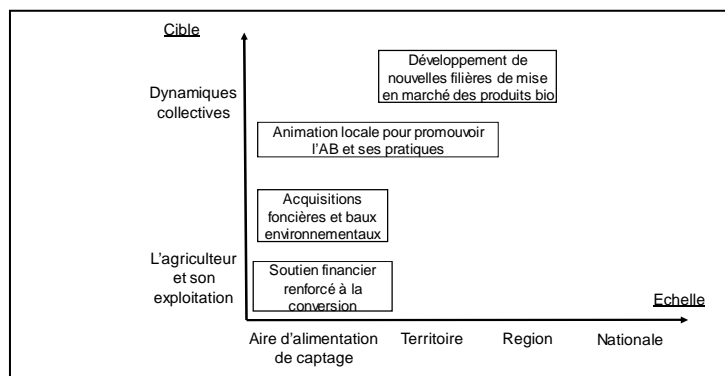 Cible
Développement de
nouvelles filières de mise
en marché des produits bio
Dynamiques
collectives
Animation locale pour promouvoir
l'AB et ses pratiques
Acquisitions
foncières et baux
environnementaux
L'agriculteur
et son
exploitation
Soutien financier
renforcé à la
conversion
Echelle
Aire d'alimentation
de captage
Territoire
Region
Nationale